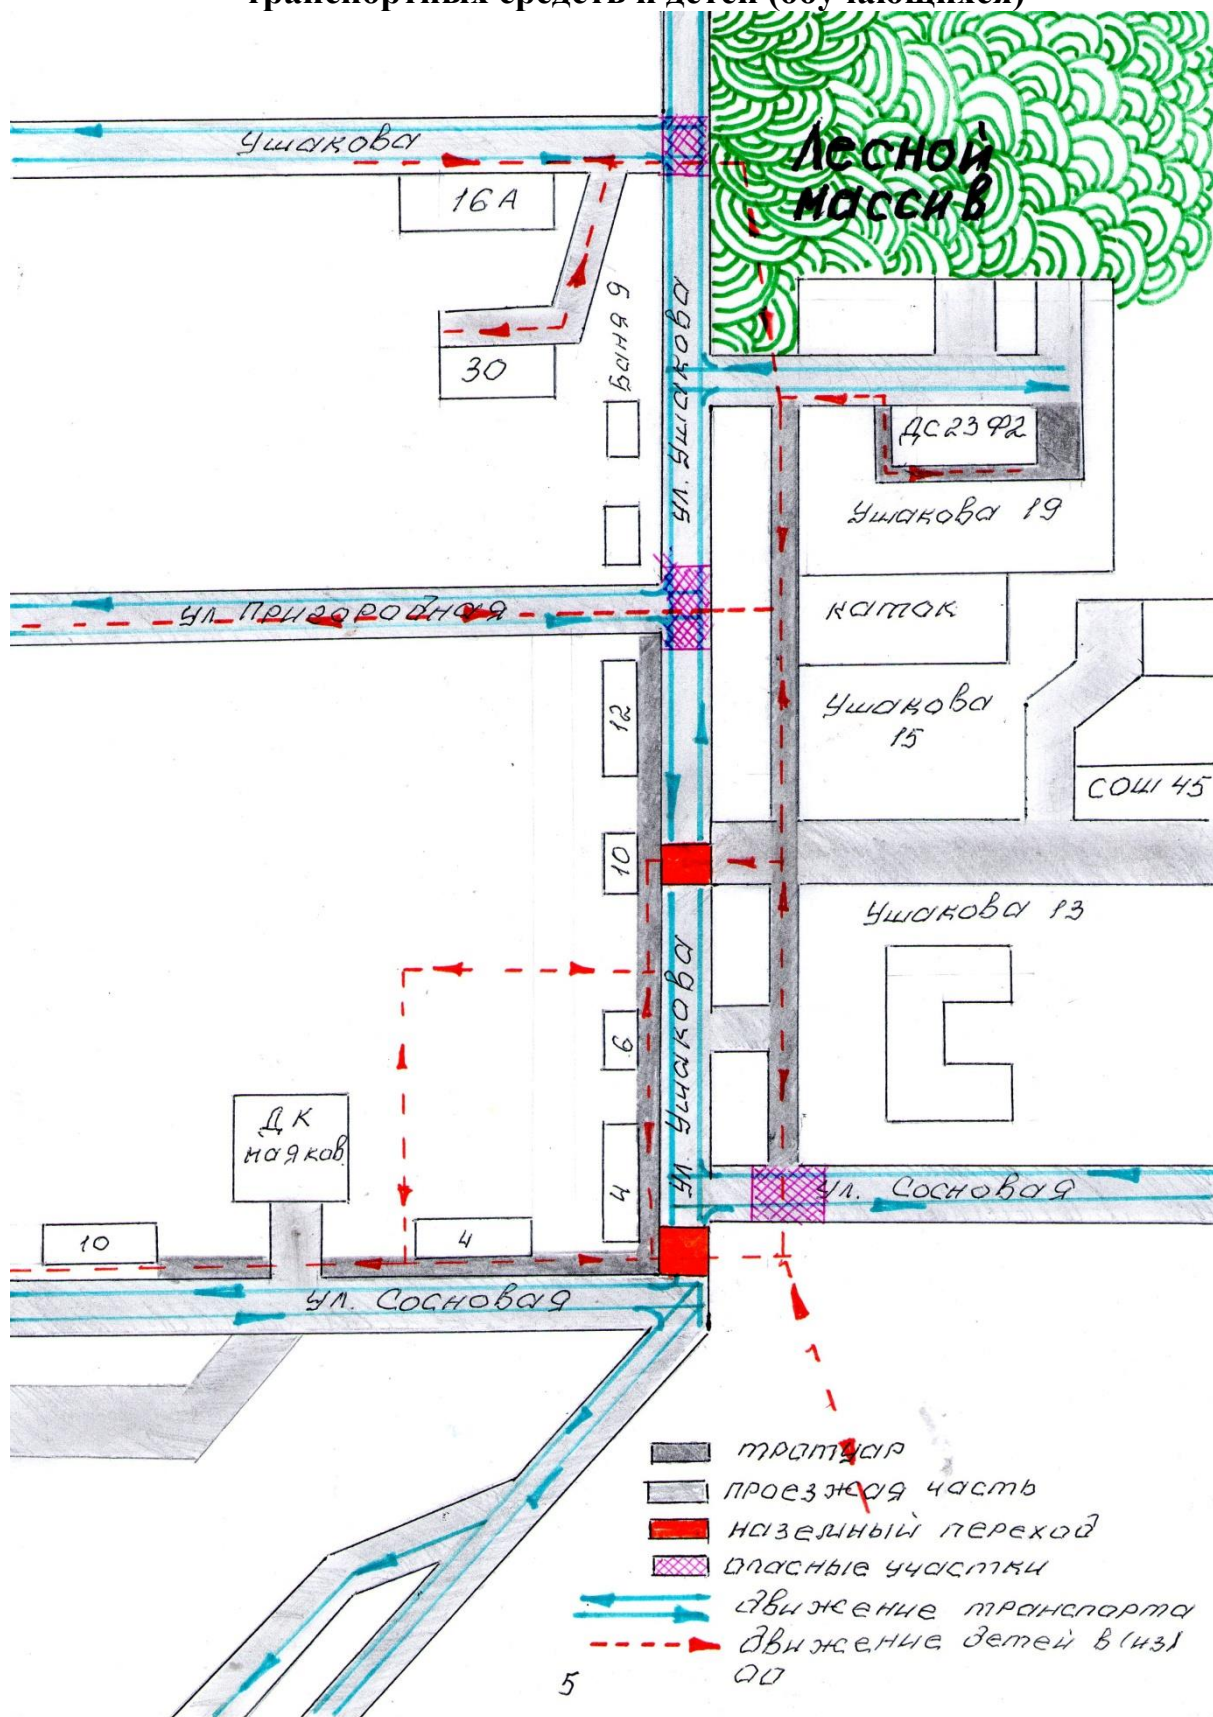 транспортных средств и детей (обучающихся)
Ушакова
Лесной
массив
16А
30
Баня 9
ул. Ушакова
ДС23Ф2
Ушакова 19
ул Пригородная
каток
12
Ушакова
15
СОШ 45
10
Ушакова 13
ул. Ушакова
6
ДК
маяков.
4
ул. Сосновая
10
4
ул. Сосновая
тротуар
проезжая часть
наземный переход
опасные участки
движение транспорта
движение детей в (из)
ОО
5